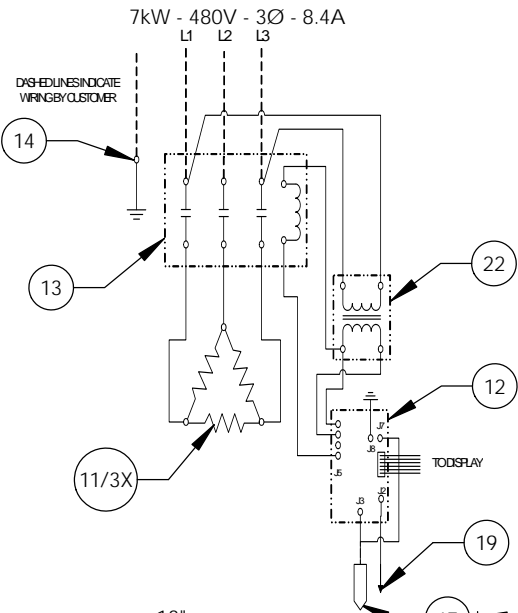 7kW - 480V - 3Ø - 8.4A
L1 L2 L3
DASHED LINES INDICATE
WIRING BY CUSTOMER
14
13
22
12
J7
J8
J5
TO DISPLAY
11/3X
J2
J3
19